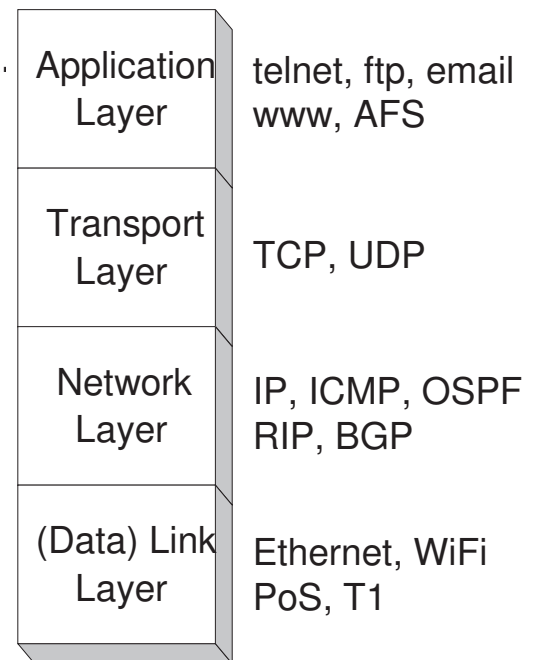 Application
Layer
telnet, ftp, email
www, AFS
Transport
Layer
TCP, UDP
Network
Layer
IP, ICMP, OSPF
RIP, BGP
(Data) Link
Layer
Ethernet, WiFi
PoS, T1